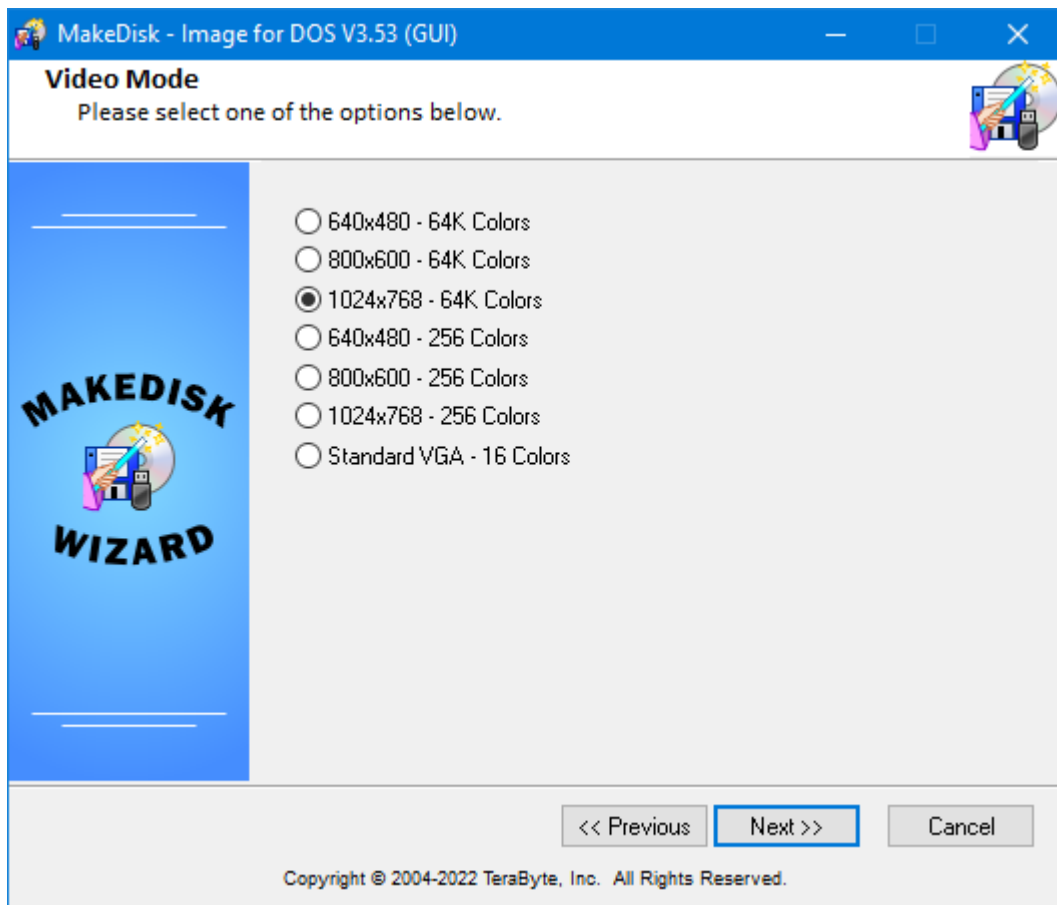 MakeDisk - Image for DOS V3.53 (GUI)
Video Mode
Please select one of the options below.
640x480 - 64K Colors
800x600 - 64K Colors
1024x768 - 64K Colors
640x480 - 256 Colors
800x600 - 256 Colors
1024x768 - 256 Colors
Standard VGA - 16 Colors
MAKEDISK
WIZARD
<< Previous
Next >>
Cancel
Copyright © 2004-2022 TeraByte, Inc. All Rights Reserved.